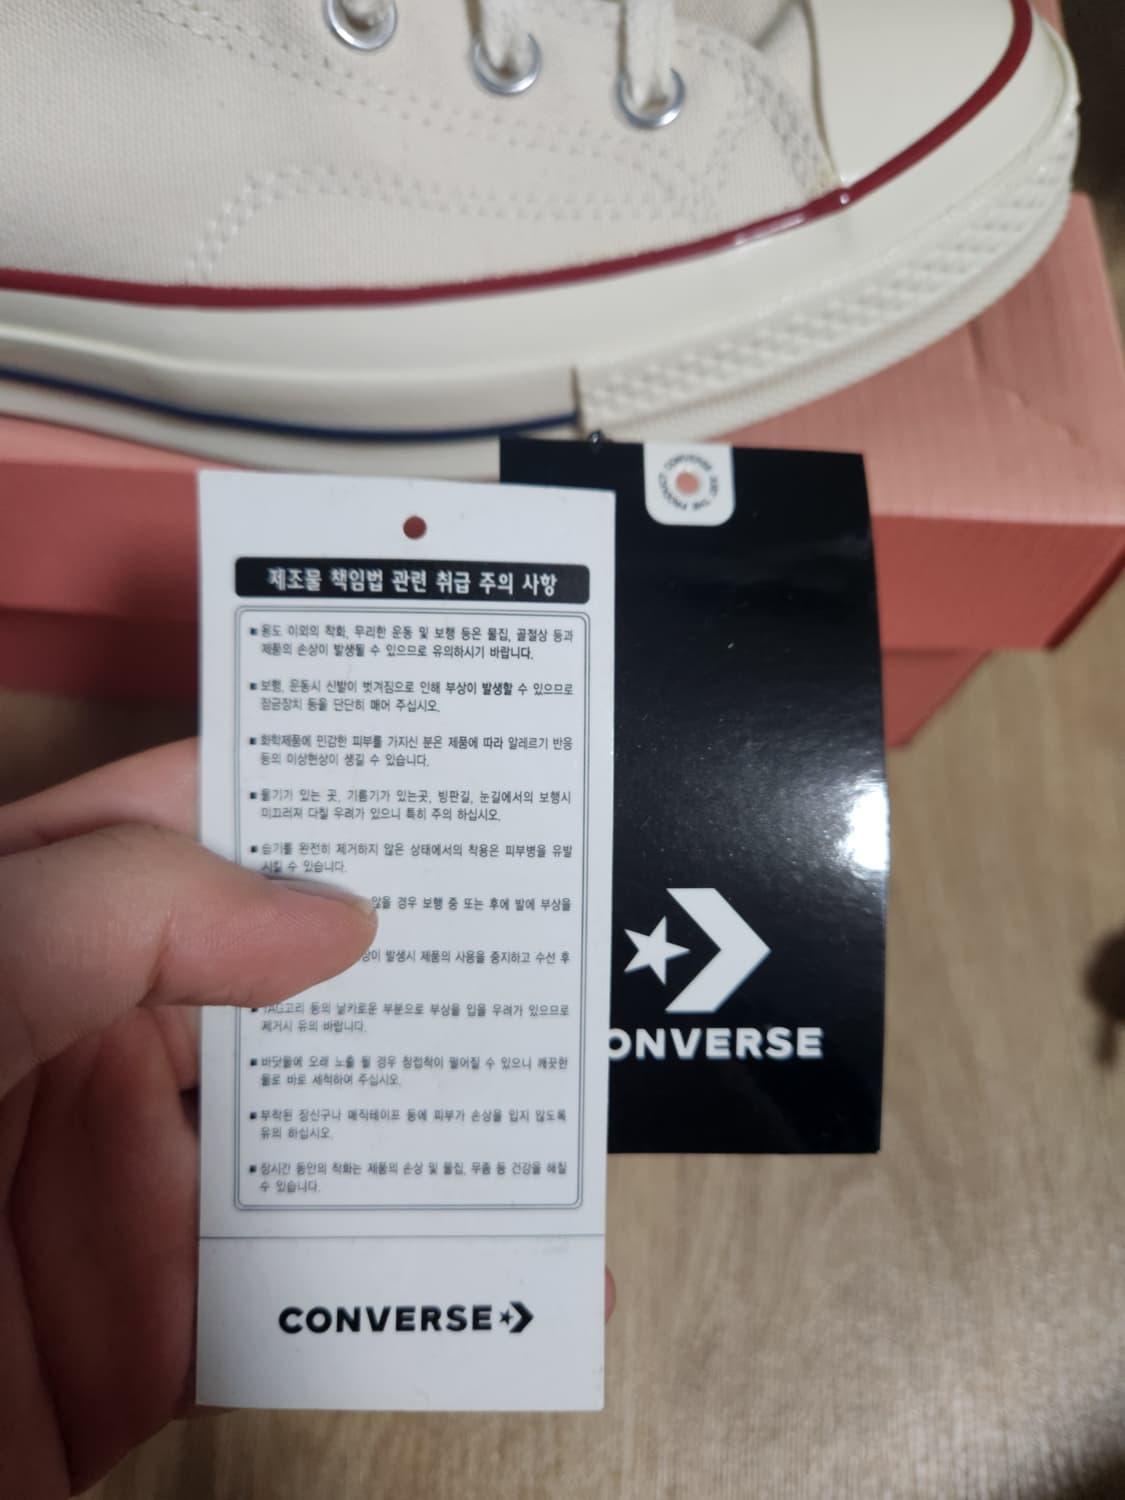 제조물 책임법 관련 취급 주의 사항
■ 용도 이외의 착화, 무리한 운동 및 보행 등은 물집, 골절상 등과
제품의 손상이 발생될 수 있으므로 유의하시기 바랍니다.
■ 보행, 운동시 신발이 벗겨짐으로 인해 부상이 발생할 수 있으므로
잠금장치 등을 단단히 매어 주십시오.
■ 화학제품에 민감한 피부를 가지신 분은 제품에 따라 알레르기 반응
등의 이상현상이 생길 수 있습니다.
■ 물기가 있는 곳, 기름기가 있는곳, 빙판길, 눈길에서의 보행시
미끄러져 다칠 우려가 있으니 특히 주의 하십시오.
■ 습기를 완전히 제거하지 않은 상태에서의 착용은 피부병을 유발
시킬 수 있습니다.
않을 경우 보행 중 또는 후에 발에 부상을
발생시 제품의 사용을 중지하고 수선 후
■ TAG고리 등의 날카로운 부분으로 부상을 입을 우려가 있으므로
제거시 유의 바랍니다.
■ 바닷물에 오래 노출 될 경우 창접착이 떨어질 수 있으니 깨끗한
물로 바로 세척하여 주십시오.
■ 부착된 장신구나 매직테이프 등에 피부가 손상을 입지 않도록
유의 하십시오.
■ 장시간 동안의 착화는 제품의 손상 및 물집, 무좀 등 건강을 해칠
수 있습니다.
CONVERSE
ONVERSE